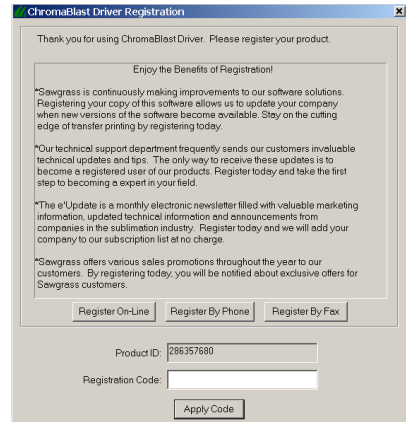 ChromaBlast Driver Registration
Thank you for using ChromaBlast Driver. Please register your product.
Enjoy the Benefits of Registration!
*Sawgrass is continuously making improvements to our software solutions.
Registering your copy of this software allows us to update your company
when new versions of the software become available. Stay on the cutting
edge of transfer printing by registering today.
*Our technical support department frequently sends our customers invaluable
technical updates and tips. The only way to receive these updates is to
become a registered user of our products. Register today and take the first
step to becoming a expert in your field.
*The e'Update is a monthly electronic newsletter filled with valuable marketing
information, updated technical information and announcements from
companies in the sublimation industry. Register today and we will add your
company to our subscription list at no charge.
*Sawgrass offers various sales promotions throughout the year to our
customers. By registering today, you will be notified about exclusive offers for
Sawgrass customers.
Register On-Line Register By Phone Register By Fax
Product ID: 286357680
Registration Code:
Apply Code